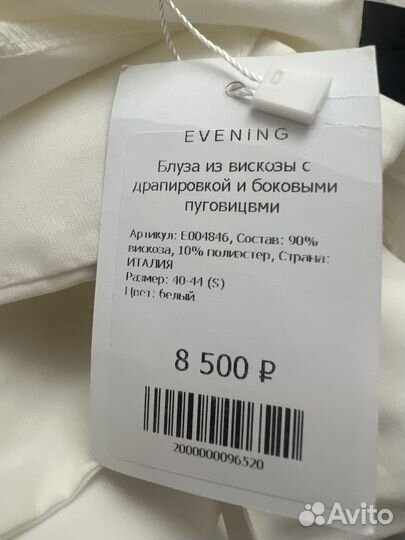 EVENING
Блуза из вискозы с
драпировкой и боковыми
пуговицвми
Артикул: E004846, Состав: 90%
вискоза, 10% полиэстер, Страна:
ИТАЛИЯ
Размер: 40-44 (S)
Цвет: белый
8 500 ₽
2000000096520
Avito